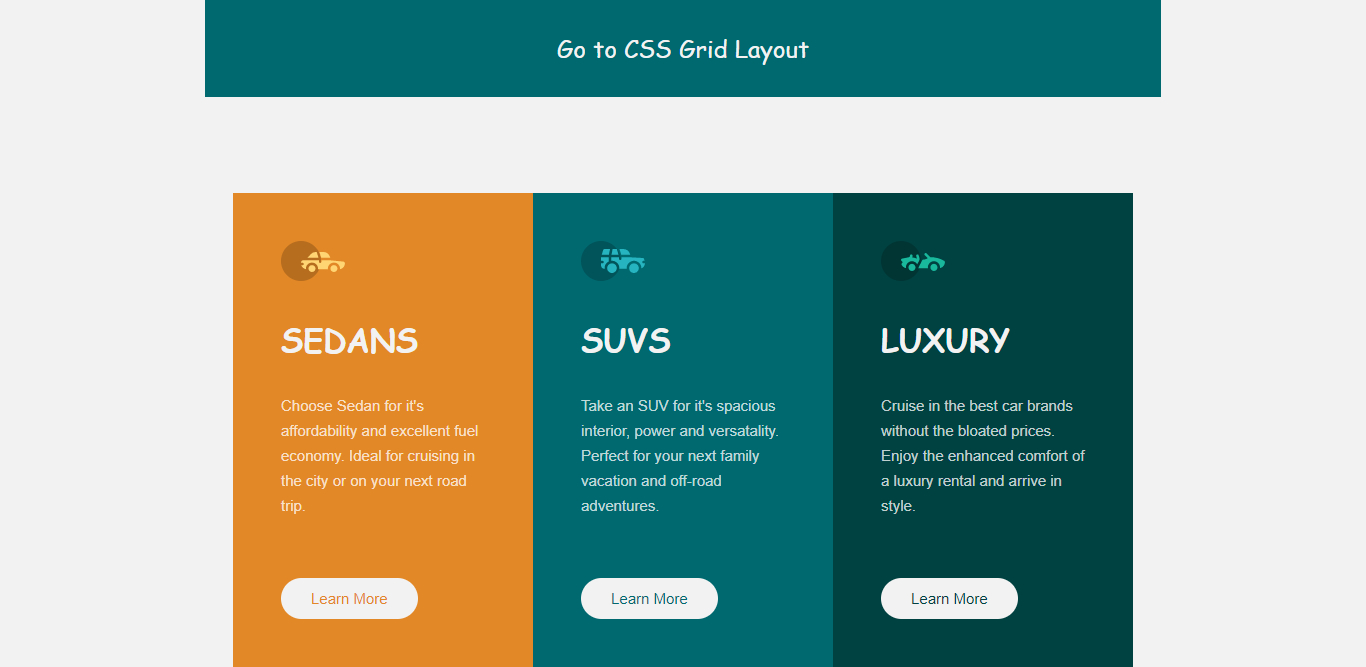 Go to CSS Grid Layout
SEDANS
Choose Sedan for it's
affordability and excellent fuel
economy. Ideal for cruising in
the city or on your next road
trip.
Learn More
SUVS
Take an SUV for it's spacious
interior, power and versatality.
Perfect for your next family
vacation and off-road
adventures.
Learn More
LUXURY
Cruise in the best car brands
without the bloated prices.
Enjoy the enhanced comfort of
a luxury rental and arrive in
style.
Learn More